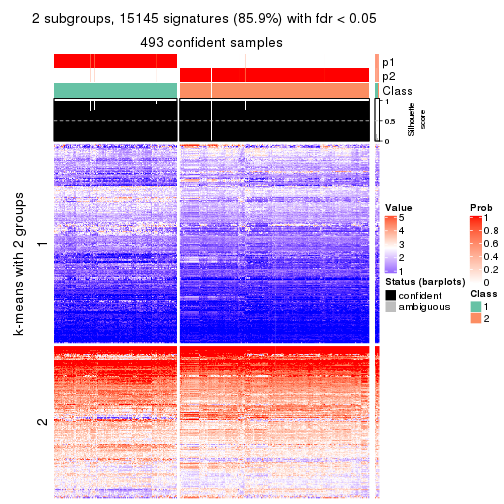 2 subgroups, 15145 signatures (85.9%) with fdr < 0.05
493 confident samples
p1
p2
Class
1
0.5
0
Silhouette
score
k-means with 2 groups
1
2
Value
5
4
3
2
1
Status (barplots)
confident
ambiguous
Prob
1
0.8
0.6
0.4
0.2
0
Class
1
2